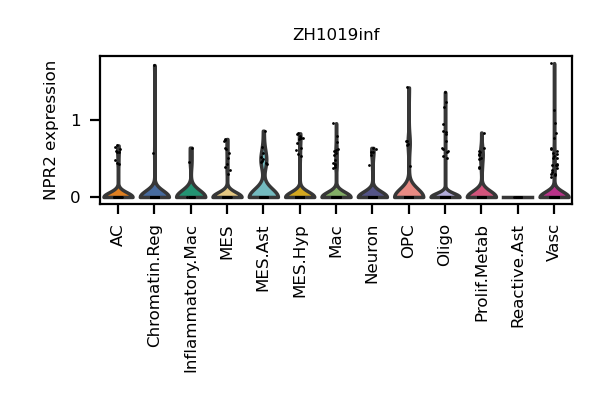 ZH1019inf
NPR2 expression
1
0
AC
Chromatin.Reg
Inflammatory.Mac
MES
MES.Ast
MES.Hyp
Mac
Neuron
OPC
Oligo
Prolif.Metab
Reactive.Ast
Vasc